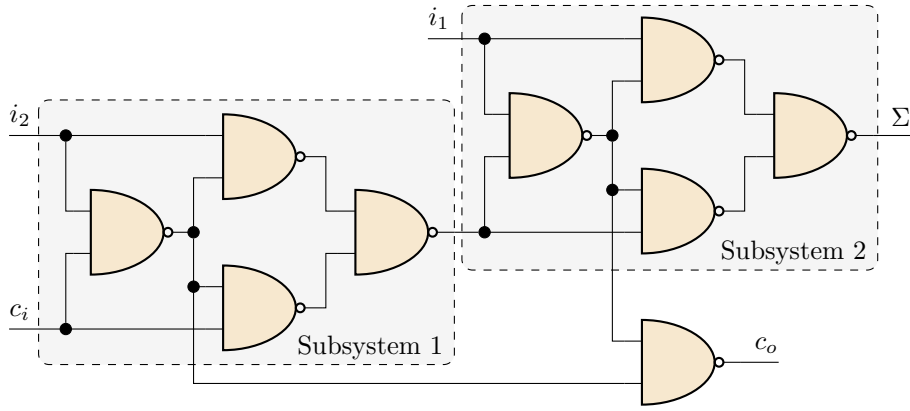 i₁
i₂
Σ
Subsystem 2
cᵢ
Subsystem 1
cₒ